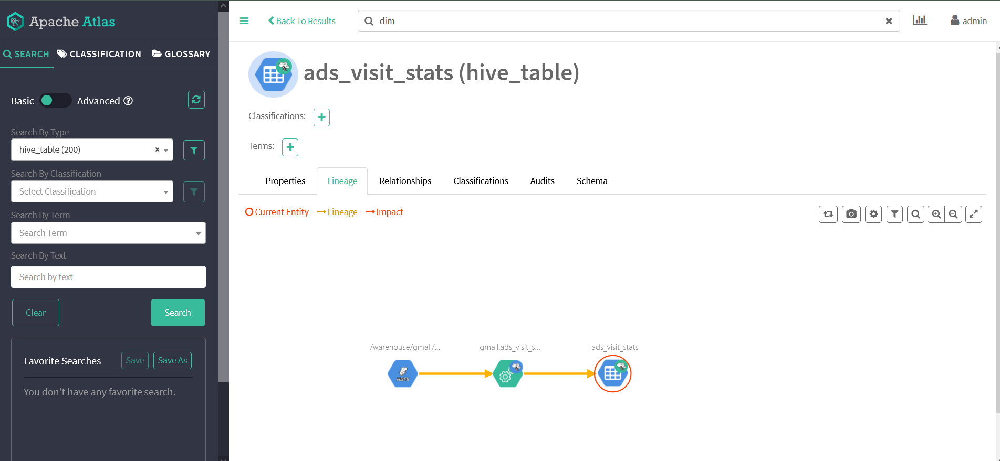 Apache Atlas
SEARCH CLASSIFICATION GLOSSARY
Basic Advanced
Search By Type
hive_table (200)
Search By Classification
Select Classification
Search By Term
Search Term
Search By Text
Search by text
Clear Search
Favorite Searches Save Save As
You don't have any favorite search.
Back To Results dim admin
ads_visit_stats (hive_table)
Classifications:
Terms:
Properties Lineage Relationships Classifications Audits Schema
Current Entity Lineage Impact
/warehouse/gmall/... gmall.ads_visit_s... ads_visit_stats
HDFS